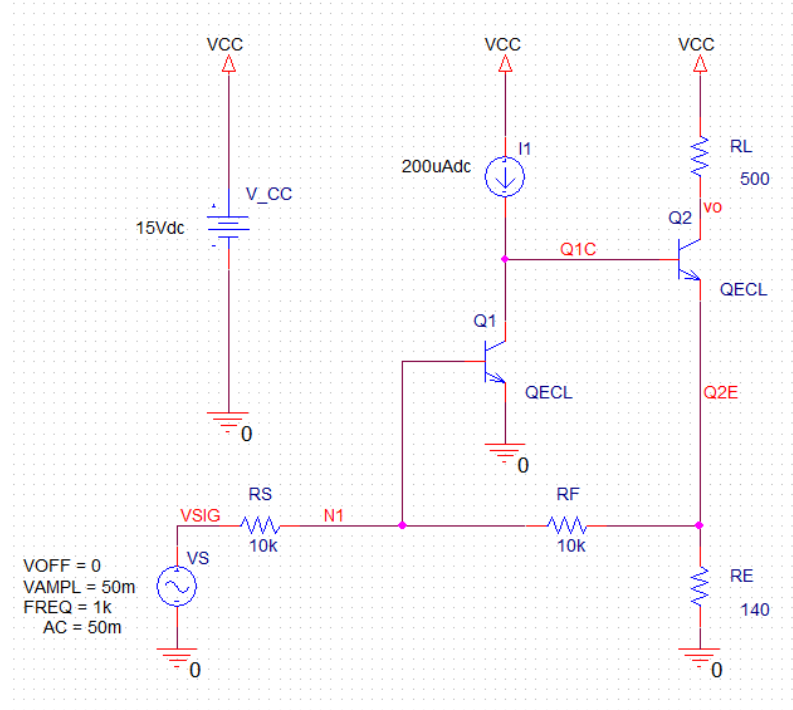 VCC
VCC
VCC
I1
200uAdc
RL
500
V_CC
15Vdc
vo
Q2
Q1C
QECL
Q1
QECL
Q2E
0
0
RS
RF
VSIG
N1
10k
10k
VS
VOFF = 0
VAMPL = 50m
FREQ = 1k
AC = 50m
RE
140
0
0